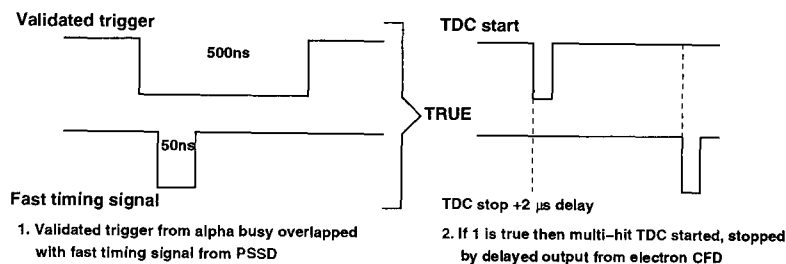 Validated trigger
500ns
TRUE
50ns
Fast timing signal
1. Validated trigger from alpha busy overlapped
with fast timing signal from PSSD
TDC start
TDC stop +2 μs delay
2. If 1 is true then multi-hit TDC started, stopped
by delayed output from electron CFD